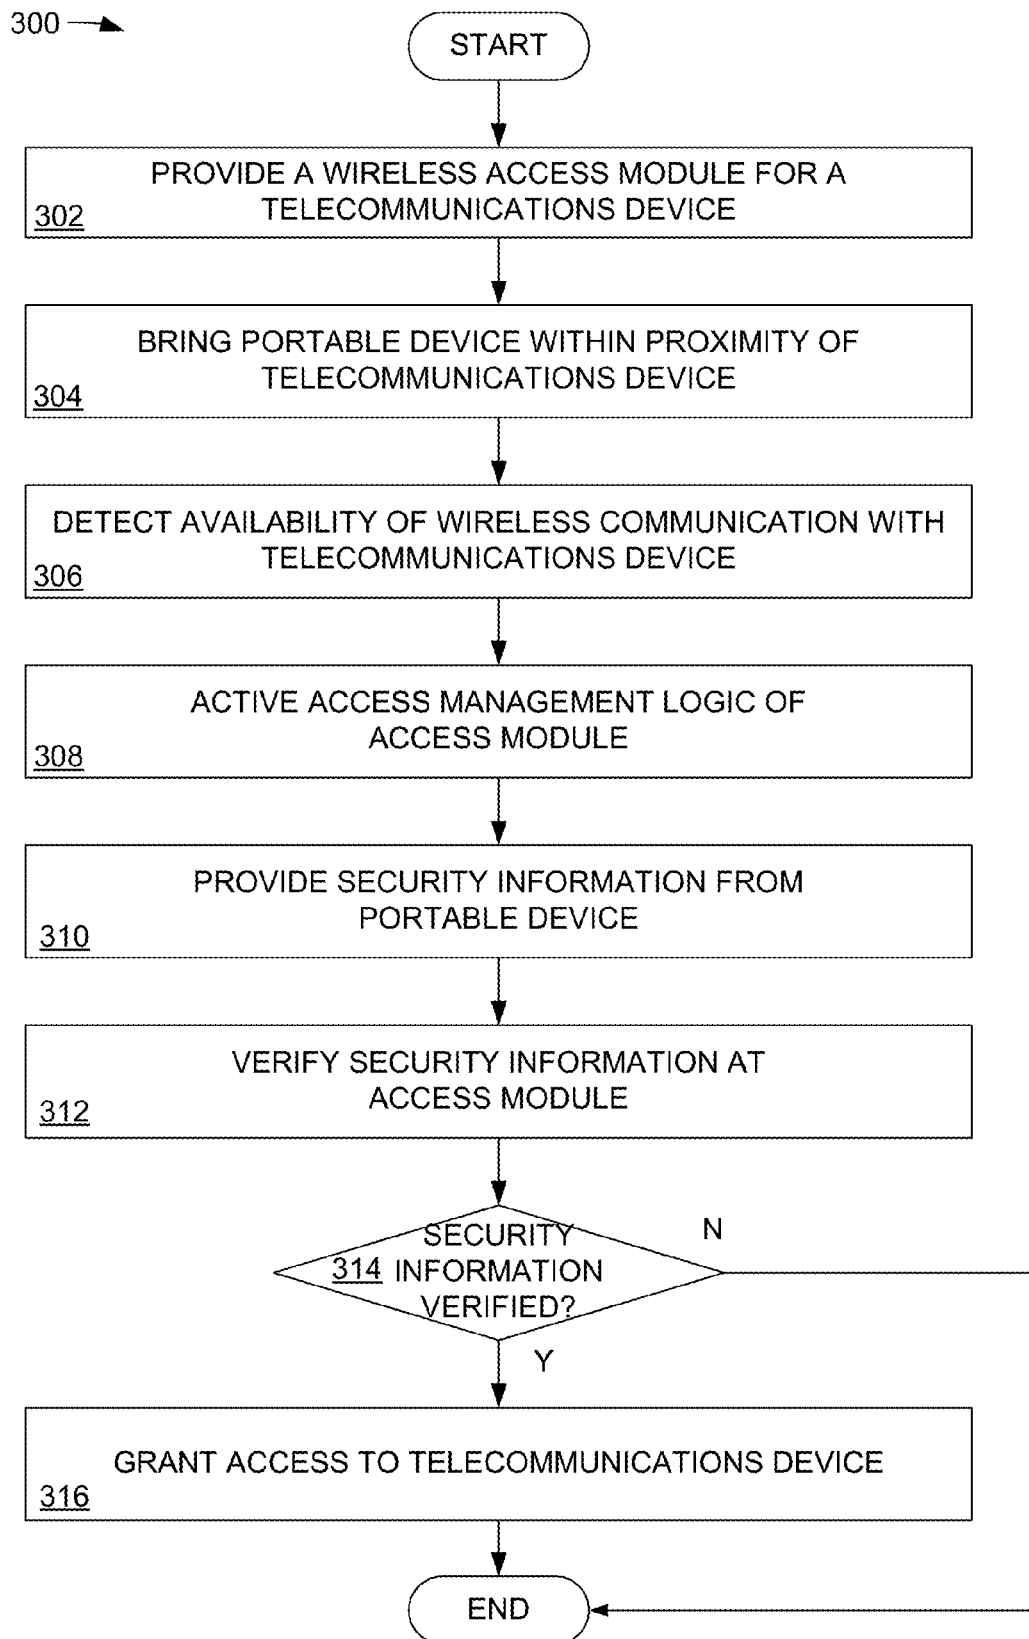 300
START
PROVIDE A WIRELESS ACCESS MODULE FOR A
TELECOMMUNICATIONS DEVICE
302
BRING PORTABLE DEVICE WITHIN PROXIMITY OF
TELECOMMUNICATIONS DEVICE
304
DETECT AVAILABILITY OF WIRELESS COMMUNICATION WITH
TELECOMMUNICATIONS DEVICE
306
ACTIVE ACCESS MANAGEMENT LOGIC OF
ACCESS MODULE
308
PROVIDE SECURITY INFORMATION FROM
PORTABLE DEVICE
310
VERIFY SECURITY INFORMATION AT
ACCESS MODULE
312
SECURITY
314 INFORMATION
VERIFIED?
N
Y
GRANT ACCESS TO TELECOMMUNICATIONS DEVICE
316
END